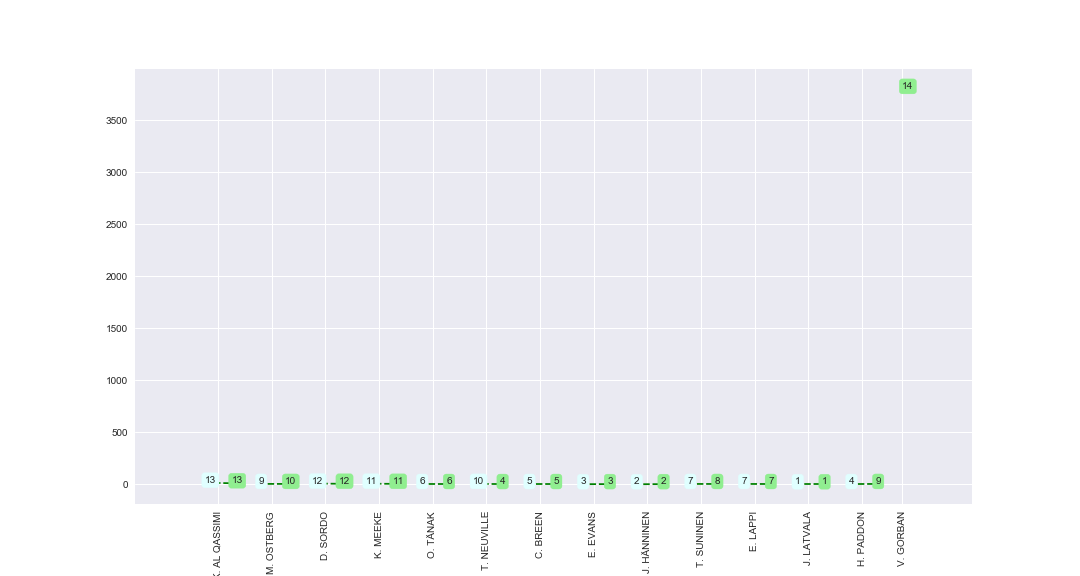 14
3500
3000
2500
2000
1500
1000
500
0
13 13 9 10 12 12 11 11 6 6 10 4 5 5 3 3 2 2 7 8 7 7 1 1 4 9
AL QASSIMI
M. OSTBERG
D. SORDO
K. MEEKE
O. TÄNAK
T. NEUVILLE
C. BREEN
E. EVANS
J. HÄNNINEN
T. SUNINEN
E. LAPPI
J. LATVALA
H. PADDON
V. GORBAN